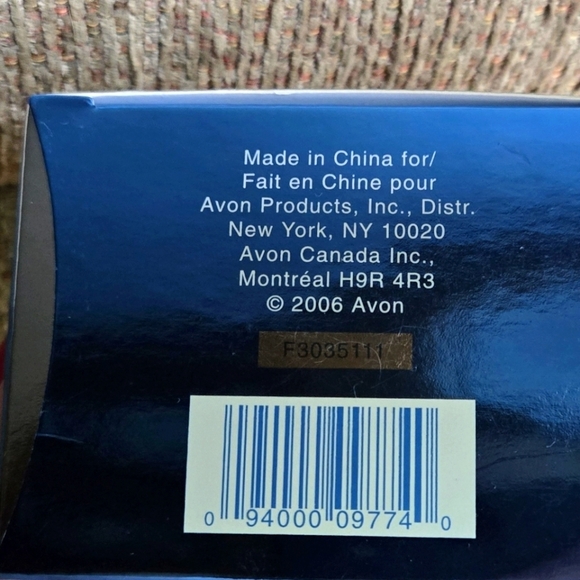 Made in China for/
Fait en Chine pour
Avon Products, Inc., Distr.
New York, NY 10020
Avon Canada Inc.,
Montréal H9R 4R3
© 2006 Avon
F3035111
0 94000 09774 0